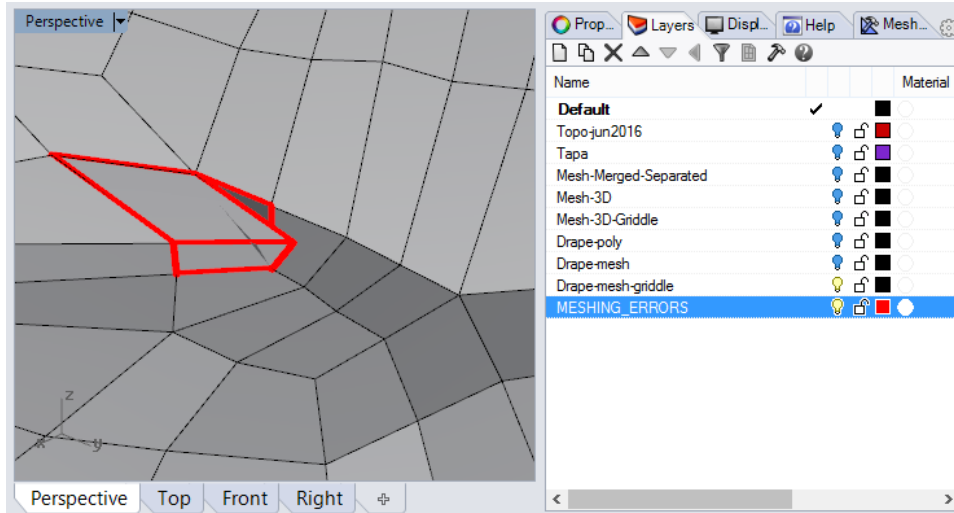 Perspective
Prop... Layers Displ... Help Mesh...
Name Material
Default
Topo-jun2016
Tapa
Mesh-Merged-Separated
Mesh-3D
Mesh-3D-Griddle
Drape-poly
Drape-mesh
Drape-mesh-griddle
MESHING_ERRORS
z
x y
Perspective Top Front Right